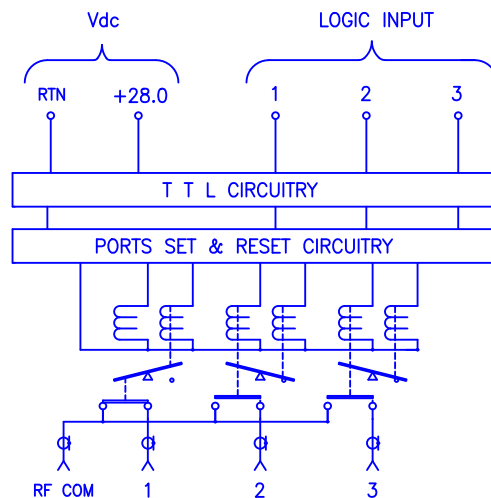 Vdc LOGIC INPUT
RTN +28.0 1 2 3
T T L CIRCUITRY
PORTS SET & RESET CIRCUITRY
RF COM 1 2 3